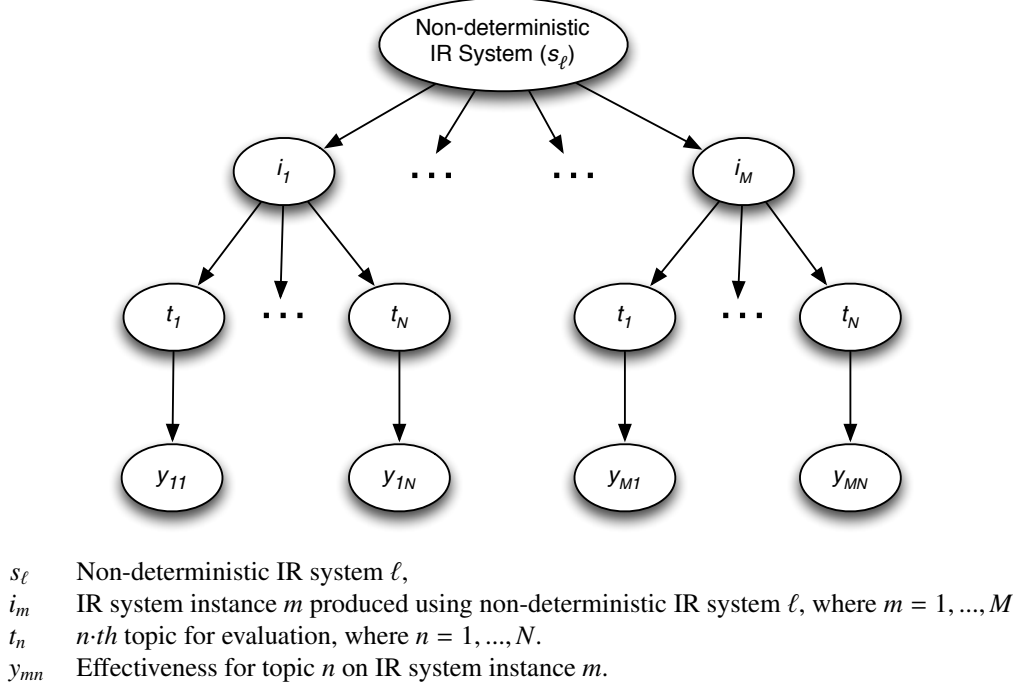 Non-deterministic
IR System (sℓ)
i1 ... ... iM
t1 ... tN t1 ... tN
y11 y1N yM1 yMN
sℓ Non-deterministic IR system ℓ,
im IR system instance m produced using non-deterministic IR system ℓ, where m = 1, ..., M
tn n·th topic for evaluation, where n = 1, ..., N.
ymn Effectiveness for topic n on IR system instance m.